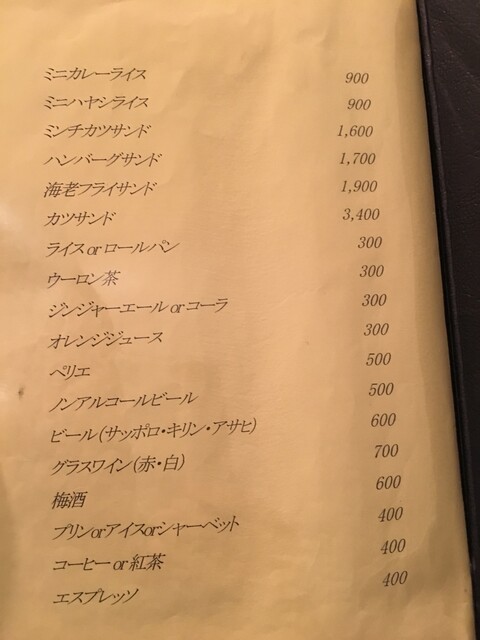 ミニカレーライス 900
ミニハヤシライス 900
ミンチカツサンド 1,600
ハンバーグサンド 1,700
海老フライサンド 1,900
カツサンド 3,400
ライス or ロールパン 300
ウーロン茶 300
ジンジャーエール or コーラ 300
オレンジジュース 300
ペリエ 500
ノンアルコールビール 500
ビール(サッポロ・キリン・アサヒ) 600
グラスワイン(赤・白) 700
梅酒 600
プリンorアイスorシャーベット 400
コーヒー or 紅茶 400
エスプレッソ 400